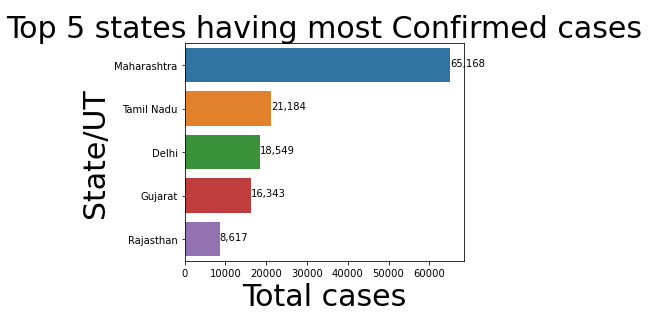 Top 5 states having most Confirmed cases
State/UT
Maharashtra 65,168
Tamil Nadu 21,184
Delhi 18,549
Gujarat 16,343
Rajasthan 8,617
0 10000 20000 30000 40000 50000 60000
Total cases